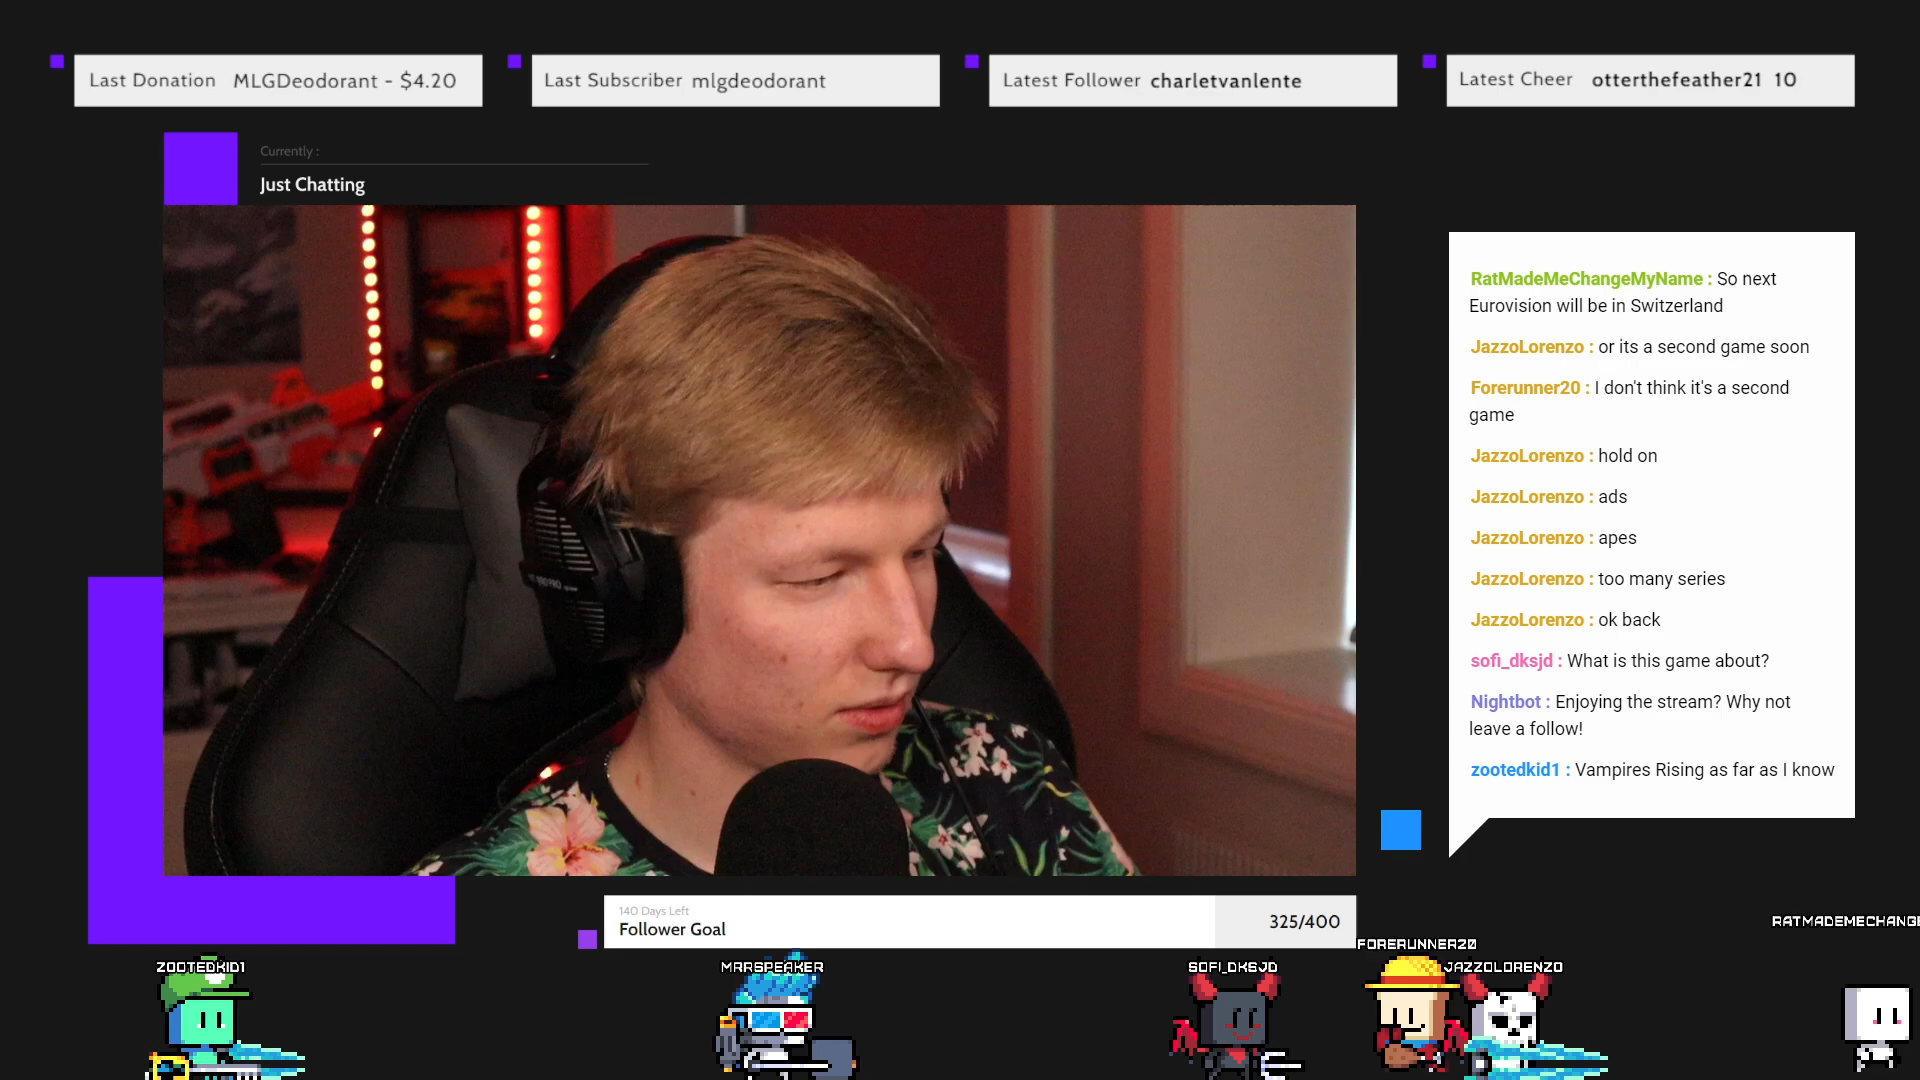 Last Donation MLGDeodorant - $4.20
Last Subscriber mlgdeodorant
Latest Follower charletvanlente
Latest Cheer otterthefeather21 10
Currently :
Just Chatting
RatMadeMeChangeMyName : So next
Eurovision will be in Switzerland
JazzoLorenzo : or its a second game soon
Forerunner20 : I don't think it's a second
game
JazzoLorenzo : hold on
JazzoLorenzo : ads
JazzoLorenzo : apes
JazzoLorenzo : too many series
JazzoLorenzo : ok back
sofi_dksjd : What is this game about?
Nightbot : Enjoying the stream? Why not
leave a follow!
zootedkid1 : Vampires Rising as far as I know
140 Days Left
Follower Goal
325/400
RATMADEMECHANGE
FORERUNNER20
ZOOTEDKID1
MRRSPEAKER
SOFI_DKSJD
JAZZOLORENZO